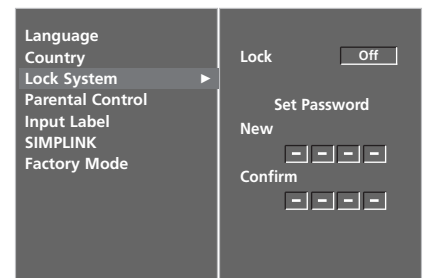 Language
Country
Lock System ►
Parental Control
Input Label
SIMPLINK
Factory Mode
Lock Off
Set Password
New
– – – –
Confirm
– – – –